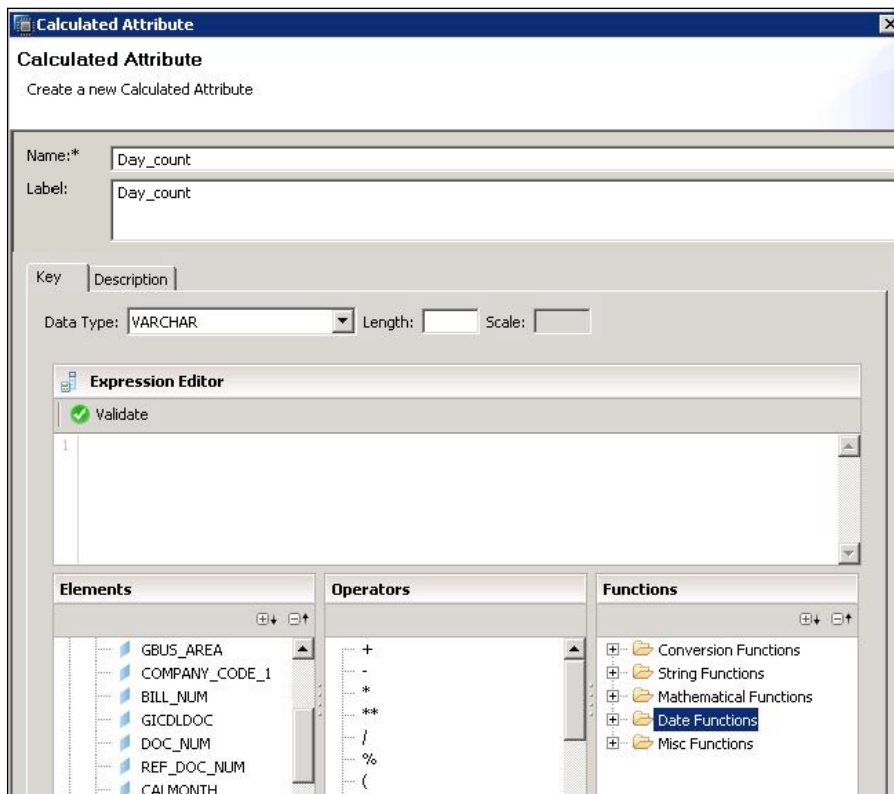 Calculated Attribute
Calculated Attribute
Create a new Calculated Attribute
Name:* Day_count
Label: Day_count
Key Description
Data Type: VARCHAR Length: Scale:
Expression Editor
Validate
1
Elements Operators Functions
GBUS_AREA
COMPANY_CODE_1
BILL_NUM
GICDLDOC
DOC_NUM
REF_DOC_NUM
CALMONTH
+
-
*
**
/
%
(
Conversion Functions
String Functions
Mathematical Functions
Date Functions
Misc Functions